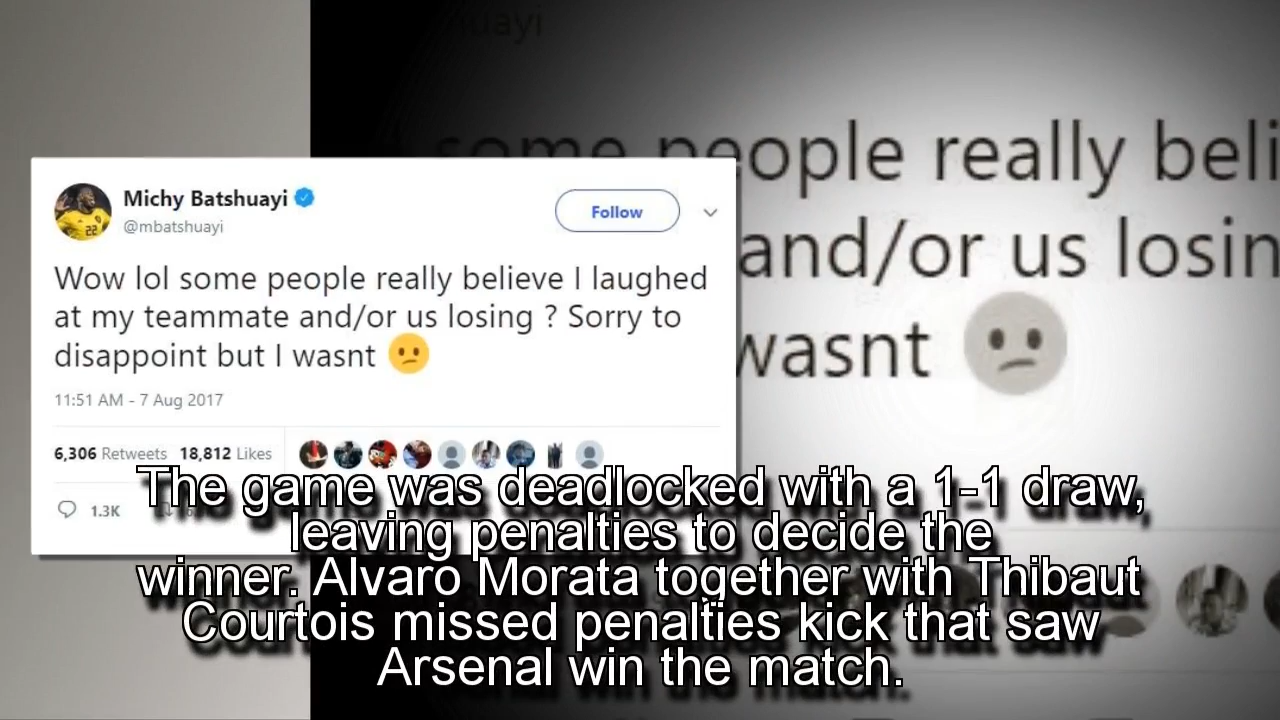 Michy Batshuayi
@mbatshuayi
Follow
Wow lol some people really believe I laughed
at my teammate and/or us losing ? Sorry to
disappoint but I wasnt 😕
11:51 AM - 7 Aug 2017
6,306 Retweets 18,812 Likes
1.3K
some people really beli
and/or us losin
wasnt
The game was deadlocked with a 1-1 draw,
leaving penalties to decide the
winner. Alvaro Morata together with Thibaut
Courtois missed penalties kick that saw
Arsenal win the match.